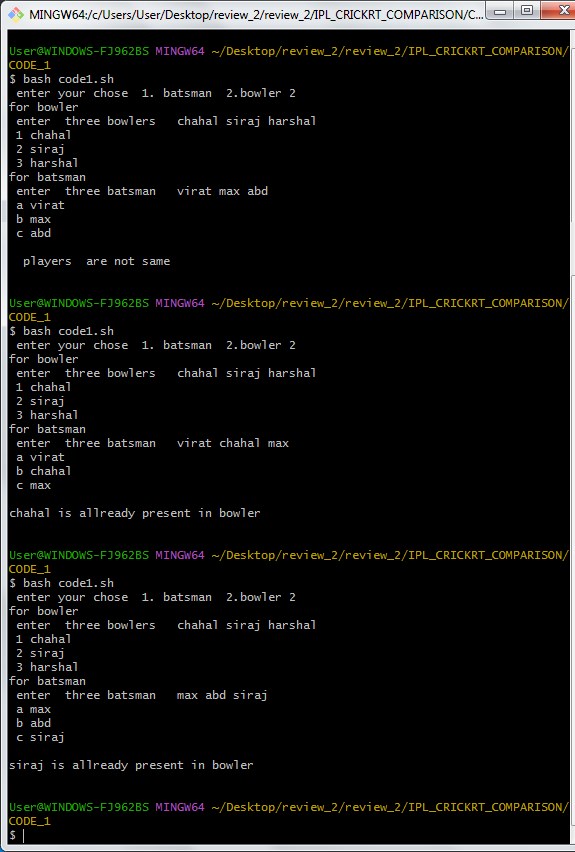 MINGW64:/c/Users/User/Desktop/review_2/review_2/IPL_CRICKRT_COMPARISON/C...
User@WINDOWS-FJ962BS MINGW64 ~/Desktop/review_2/review_2/IPL_CRICKRT_COMPARISON/
CODE_1
$ bash code1.sh
enter your chose  1. batsman  2.bowler 2
for bowler
enter  three bowlers   chahal siraj harshal
1 chahal
2 siraj
3 harshal
for batsman
enter  three batsman   virat max abd
a virat
b max
c abd
players  are not same
User@WINDOWS-FJ962BS MINGW64 ~/Desktop/review_2/review_2/IPL_CRICKRT_COMPARISON/
CODE_1
$ bash code1.sh
enter your chose  1. batsman  2.bowler 2
for bowler
enter  three bowlers   chahal siraj harshal
1 chahal
2 siraj
3 harshal
for batsman
enter  three batsman   virat chahal max
a virat
b chahal
c max
chahal is allready present in bowler
User@WINDOWS-FJ962BS MINGW64 ~/Desktop/review_2/review_2/IPL_CRICKRT_COMPARISON/
CODE_1
$ bash code1.sh
enter your chose  1. batsman  2.bowler 2
for bowler
enter  three bowlers   chahal siraj harshal
1 chahal
2 siraj
3 harshal
for batsman
enter  three batsman   max abd siraj
a max
b abd
c siraj
siraj is allready present in bowler
User@WINDOWS-FJ962BS MINGW64 ~/Desktop/review_2/review_2/IPL_CRICKRT_COMPARISON/
CODE_1
$